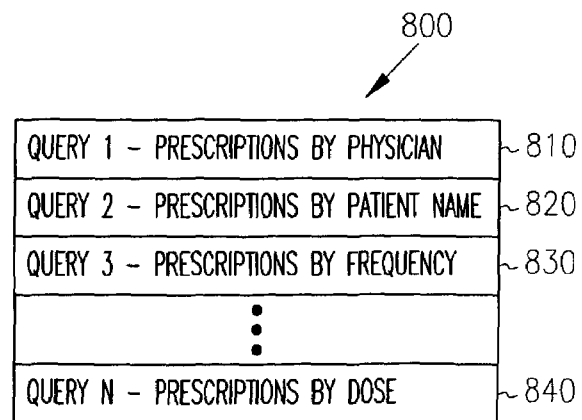 800
QUERY 1 - PRESCRIPTIONS BY PHYSICIAN 810
QUERY 2 - PRESCRIPTIONS BY PATIENT NAME 820
QUERY 3 - PRESCRIPTIONS BY FREQUENCY 830
QUERY N - PRESCRIPTIONS BY DOSE 840